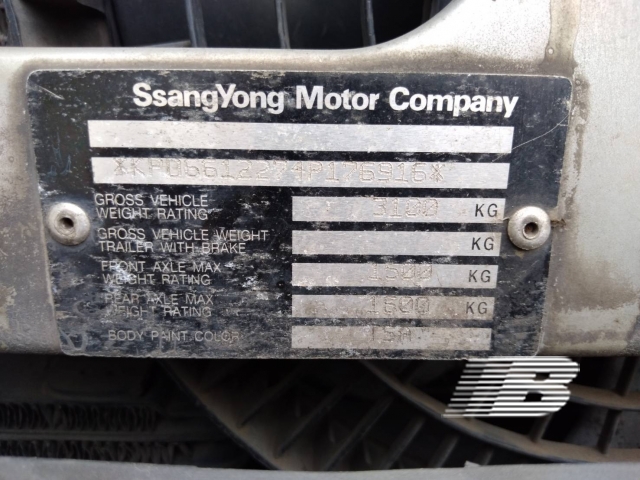 SsangYong Motor Company
GROSS VEHICLE
WEIGHT RATING 3100 KG
GROSS VEHICLE WEIGHT
TRAILER WITH BRAKE KG
FRONT AXLE MAX
WEIGHT RATING 1500 KG
REAR AXLE MAX
WEIGHT RATING 1600 KG
BODY PAINT COLOR
B